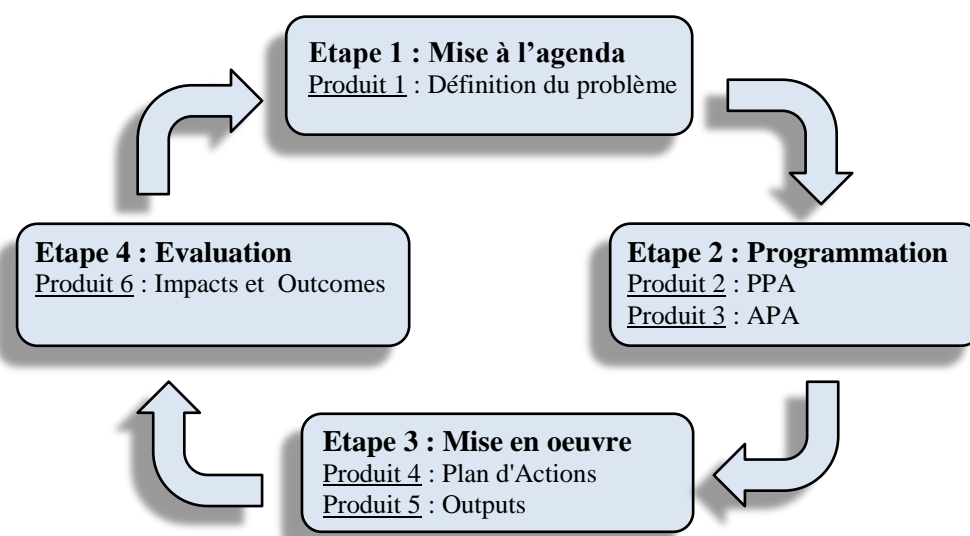 Etape 1 : Mise à l’agenda
Produit 1 : Définition du problème
Etape 2 : Programmation
Produit 2 : PPA
Produit 3 : APA
Etape 3 : Mise en oeuvre
Produit 4 : Plan d'Actions
Produit 5 : Outputs
Etape 4 : Evaluation
Produit 6 : Impacts et Outcomes